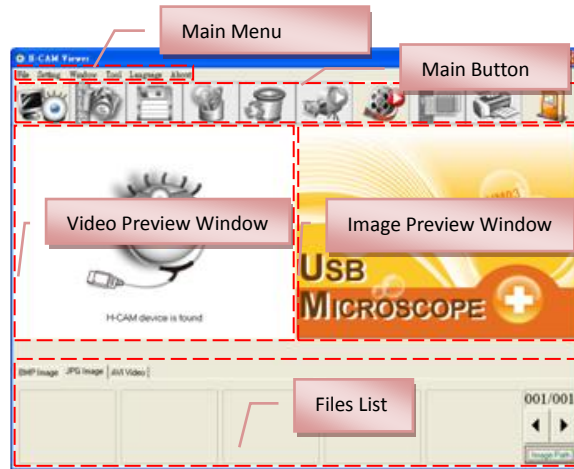 Main Menu
H-CAM Viewer
File Setting Window Tool Language About
Main Button
Video Preview Window
Image Preview Window
USB
MICROSCOPE
H-CAM device is found
BMP Image JPG Image AVI Video
Files List
001/001
Image Path